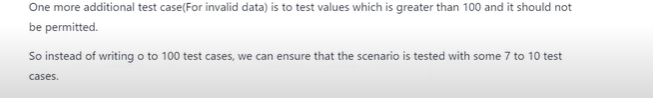 One more additional test case(For invalid data) is to test values which is greater than 100 and it should not
be permitted.
So instead of writing o to 100 test cases, we can ensure that the scenario is tested with some 7 to 10 test
cases.